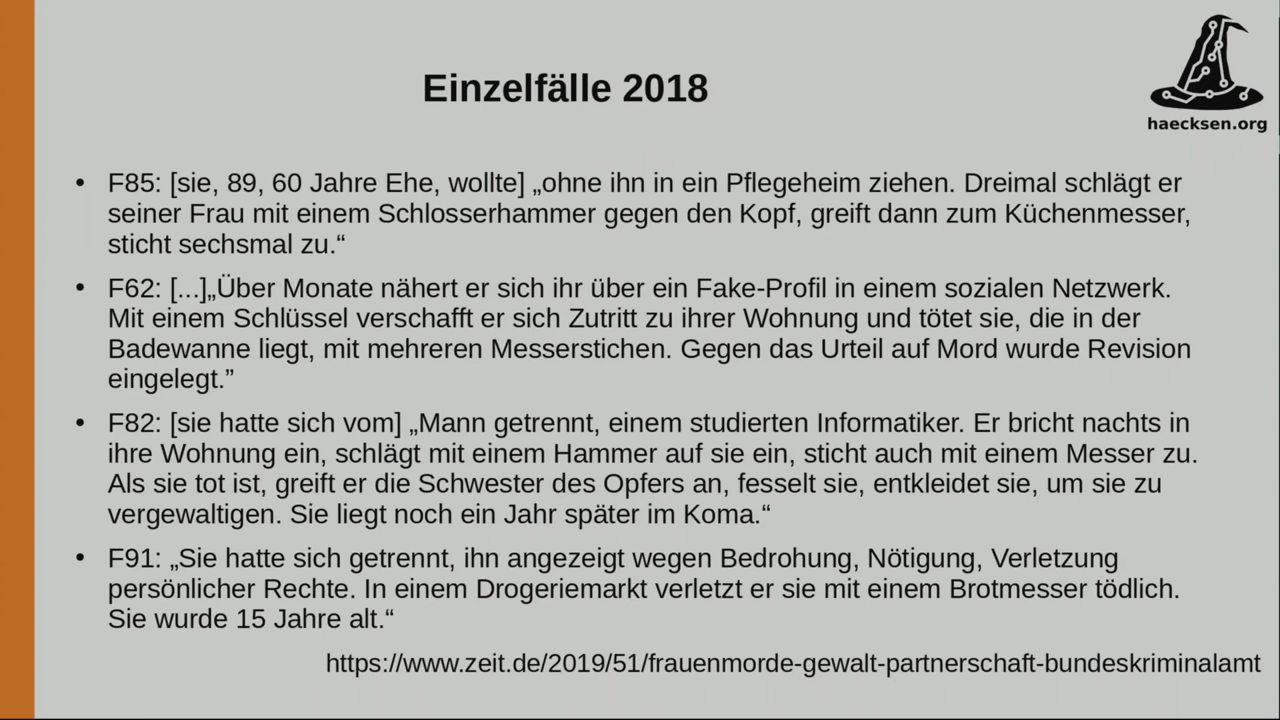 Einzelfälle 2018
haecksen.org
• F85: [sie, 89, 60 Jahre Ehe, wollte] „ohne ihn in ein Pflegeheim ziehen. Dreimal schlägt er
seiner Frau mit einem Schlosserhammer gegen den Kopf, greift dann zum Küchenmesser,
sticht sechsmal zu.“
• F62: [...]„Über Monate nähert er sich ihr über ein Fake-Profil in einem sozialen Netzwerk.
Mit einem Schlüssel verschafft er sich Zutritt zu ihrer Wohnung und tötet sie, die in der
Badewanne liegt, mit mehreren Messerstichen. Gegen das Urteil auf Mord wurde Revision
eingelegt.”
• F82: [sie hatte sich vom] „Mann getrennt, einem studierten Informatiker. Er bricht nachts in
ihre Wohnung ein, schlägt mit einem Hammer auf sie ein, sticht auch mit einem Messer zu.
Als sie tot ist, greift er die Schwester des Opfers an, fesselt sie, entkleidet sie, um sie zu
vergewaltigen. Sie liegt noch ein Jahr später im Koma.“
• F91: „Sie hatte sich getrennt, ihn angezeigt wegen Bedrohung, Nötigung, Verletzung
persönlicher Rechte. In einem Drogeriemarkt verletzt er sie mit einem Brotmesser tödlich.
Sie wurde 15 Jahre alt.“
https://www.zeit.de/2019/51/frauenmorde-gewalt-partnerschaft-bundeskriminalamt